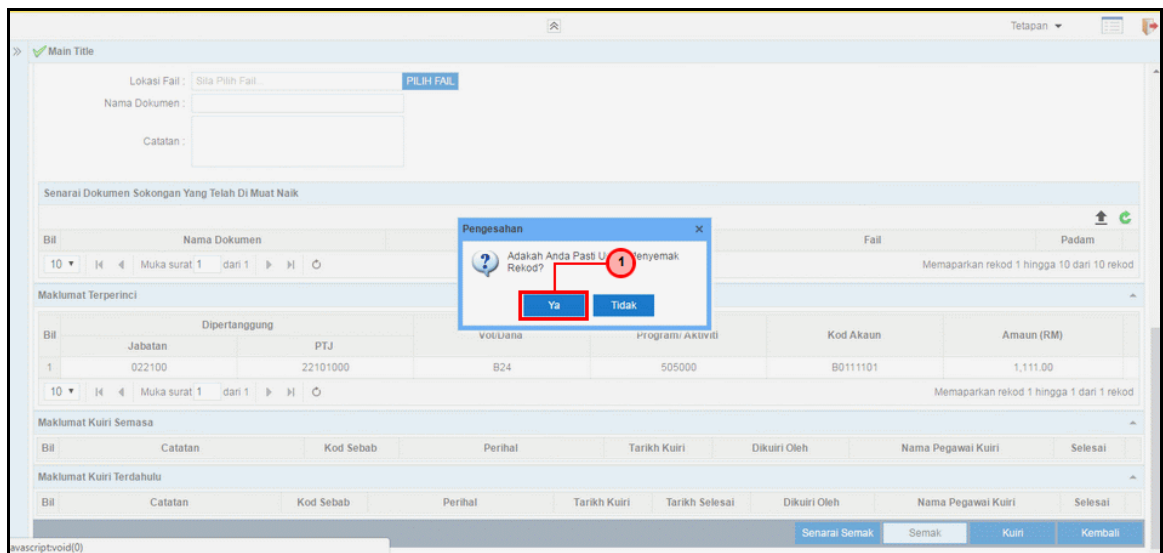 Tetapan
Main Title
Lokasi Fail : Sila Pilih Fail... PILIH FAIL
Nama Dokumen :
Catatan :
Senarai Dokumen Sokongan Yang Telah Di Muat Naik
Bil Nama Dokumen Fail Padam
10 Muka surat 1 dari 1 Memaparkan rekod 1 hingga 10 dari 10 rekod
Pengesahan x
Adakah Anda Pasti Menyemak
Rekod?
1
Ya Tidak
Maklumat Terperinci
Bil Dipertanggung Vot/Dana Program/ Aktiviti Kod Akaun Amaun (RM)
Jabatan PTJ
1 022100 22101000 B24 505000 B0111101 1,111.00
10 Muka surat 1 dari 1 Memaparkan rekod 1 hingga 1 dari 1 rekod
Maklumat Kuiri Semasa
Bil Catatan Kod Sebab Perihal Tarikh Kuiri Dikuiri Oleh Nama Pegawai Kuiri Selesai
Maklumat Kuiri Terdahulu
Bil Catatan Kod Sebab Perihal Tarikh Kuiri Tarikh Selesai Dikuiri Oleh Nama Pegawai Kuiri Selesai
Senarai Semak Semak Kuiri Kembali
avascript:void(0)